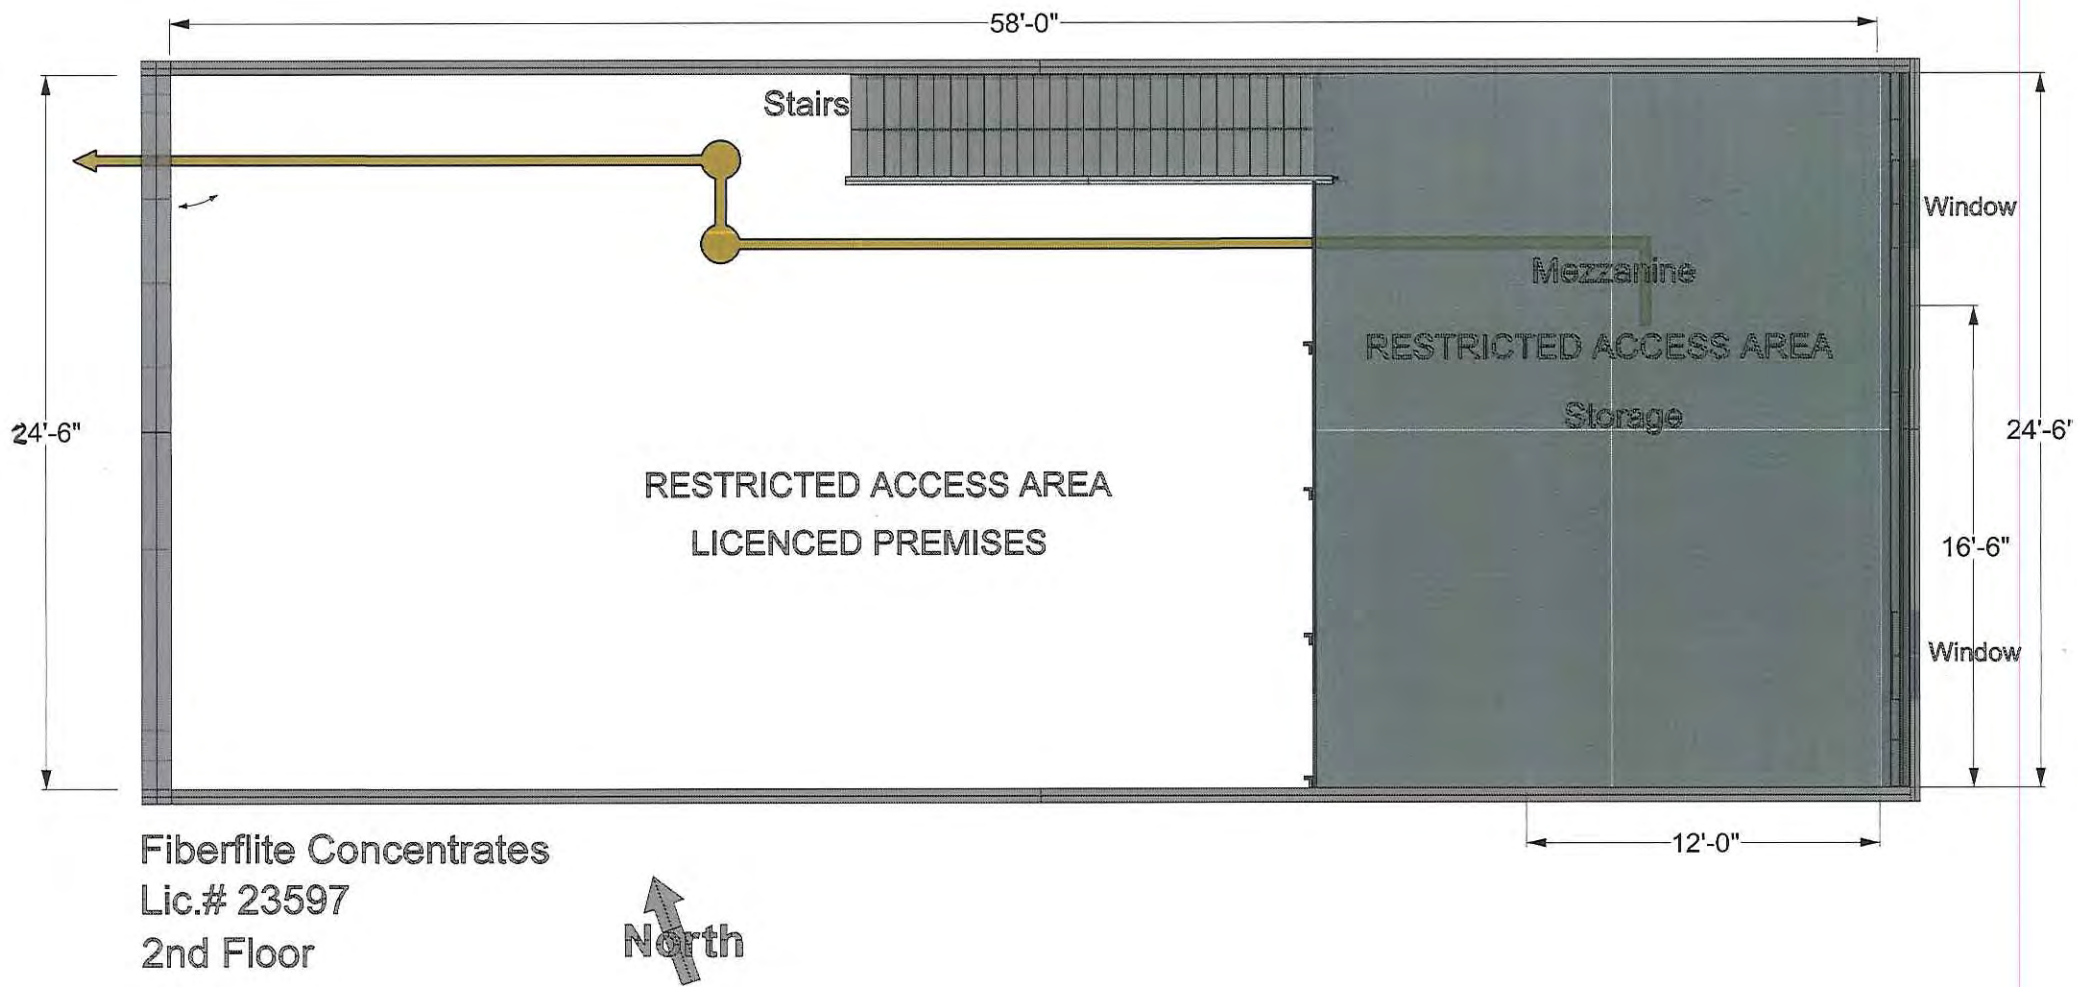 58'-0"
Stairs
Window
Mezzanine
RESTRICTED ACCESS AREA
Storage
24'-6"
24'-6'
RESTRICTED ACCESS AREA
LICENCED PREMISES
16'-6"
Window
12'-0"
Fiberflite Concentrates
Lic.# 23597
2nd Floor
North